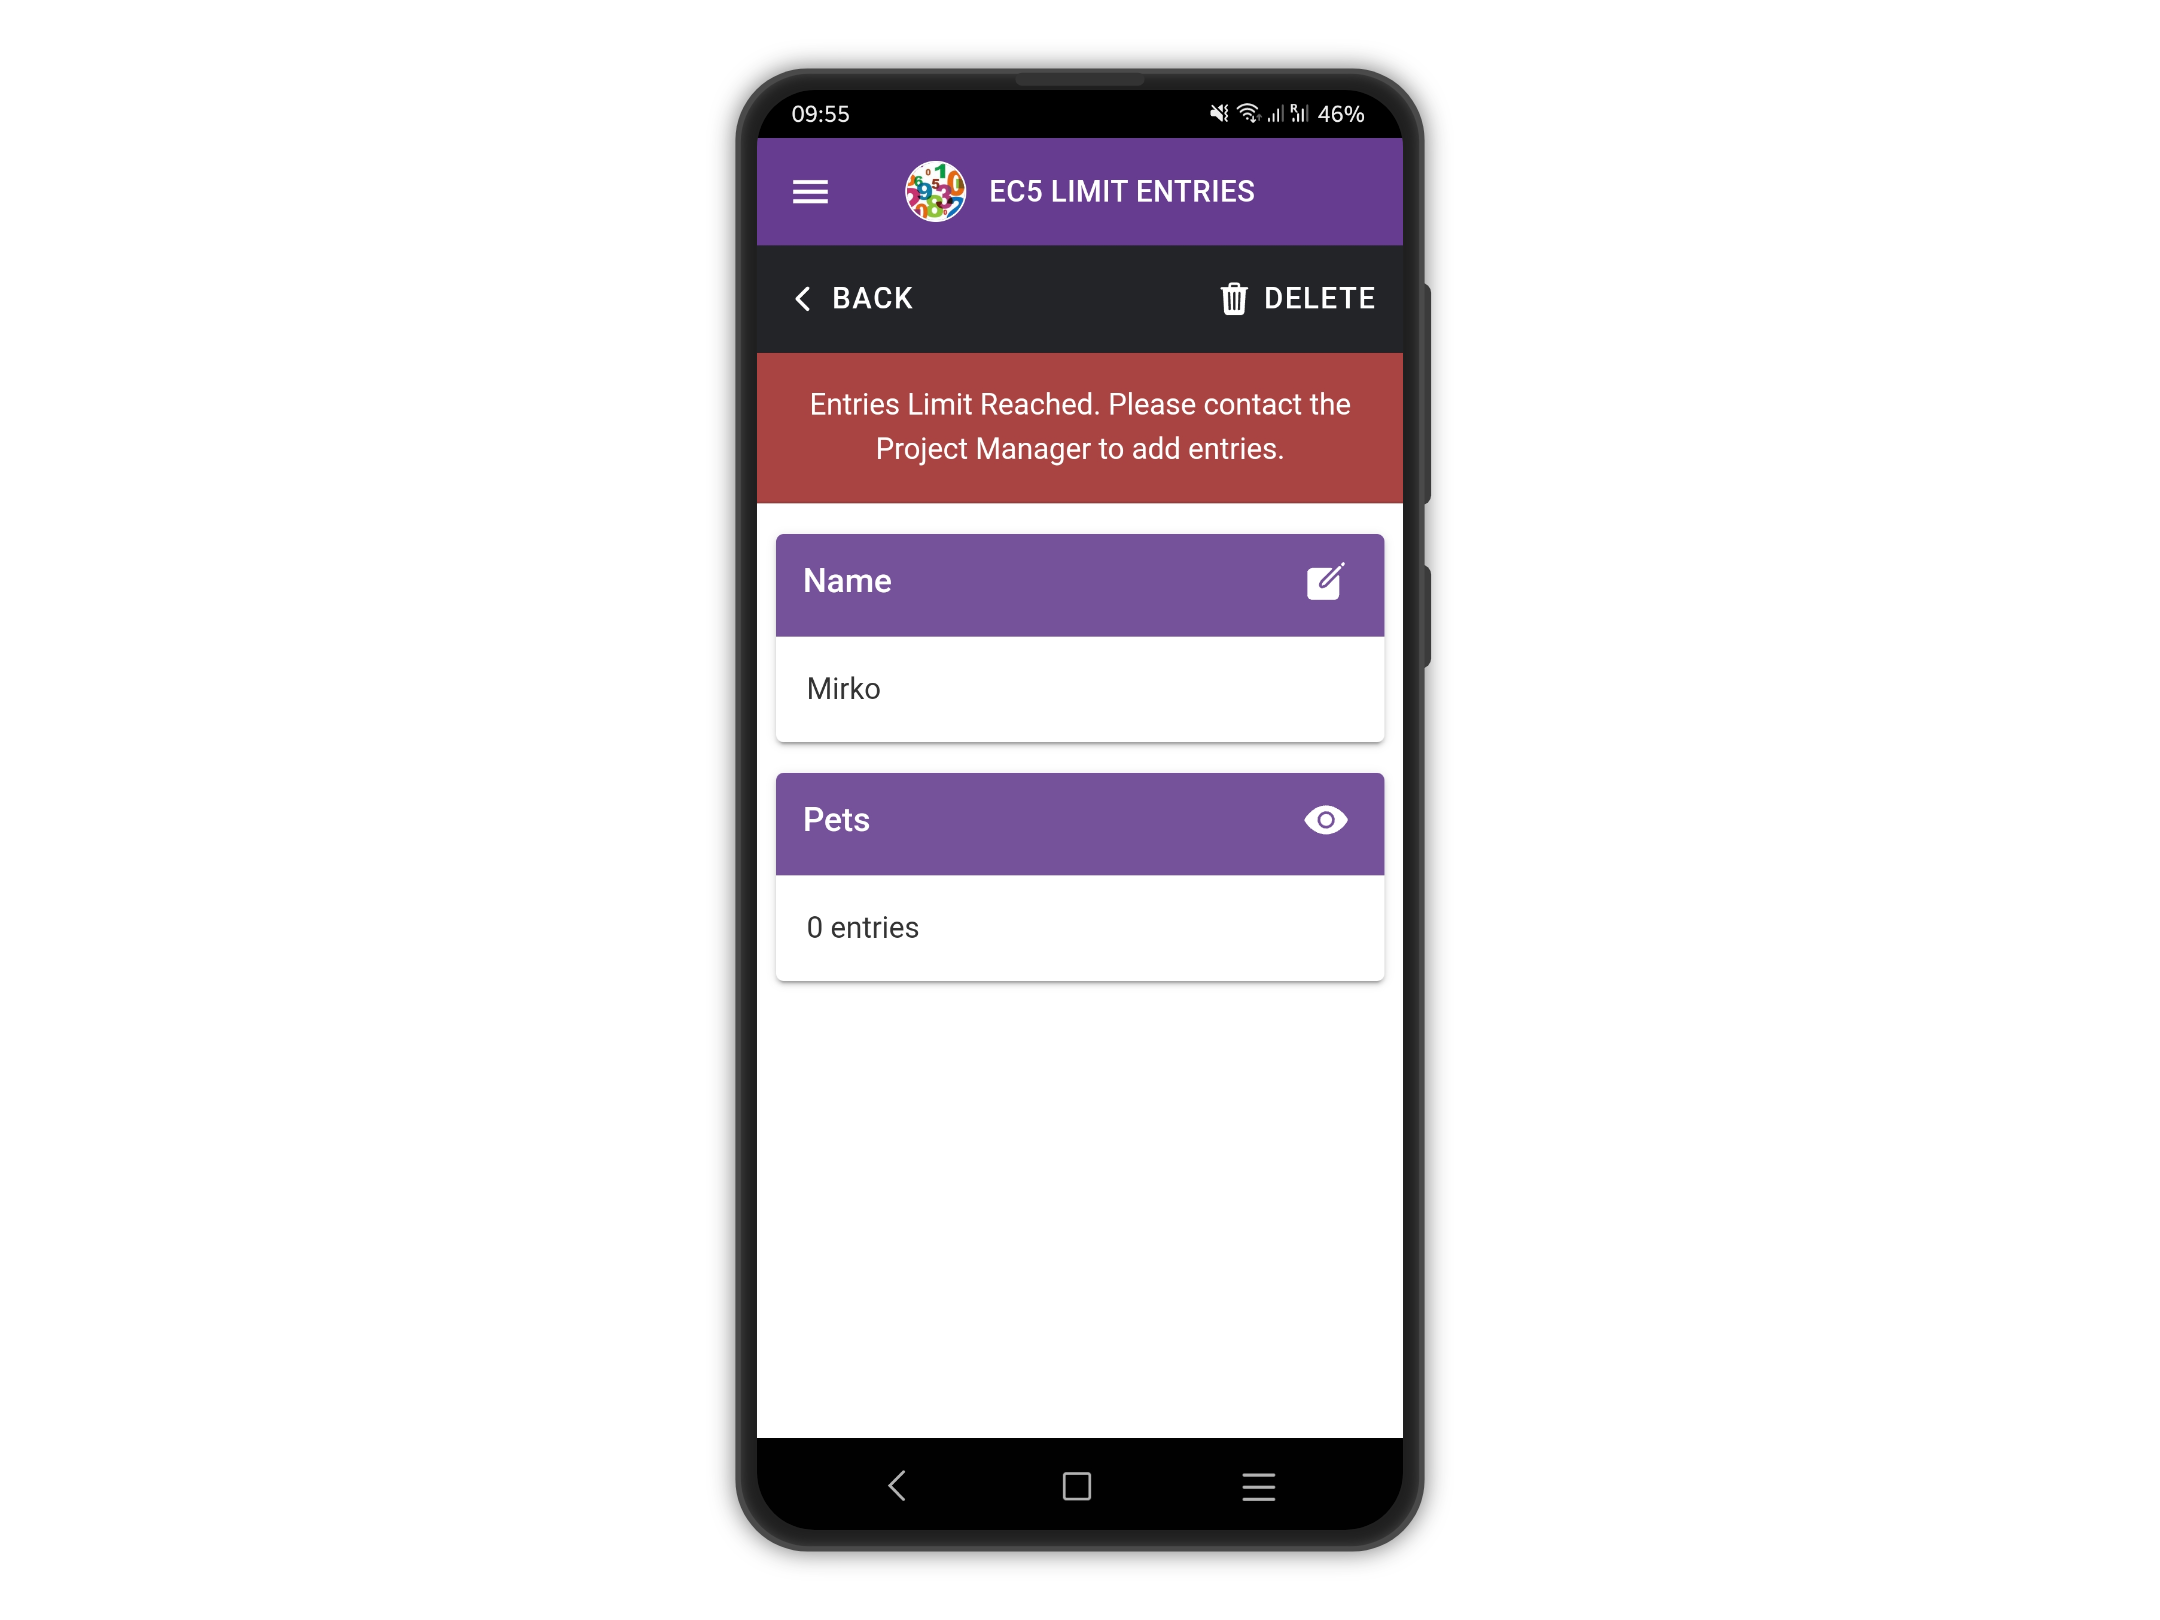 09:55
R 46%
EC5 LIMIT ENTRIES
BACK
DELETE
Entries Limit Reached. Please contact the
Project Manager to add entries.
Name
Mirko
Pets
0 entries